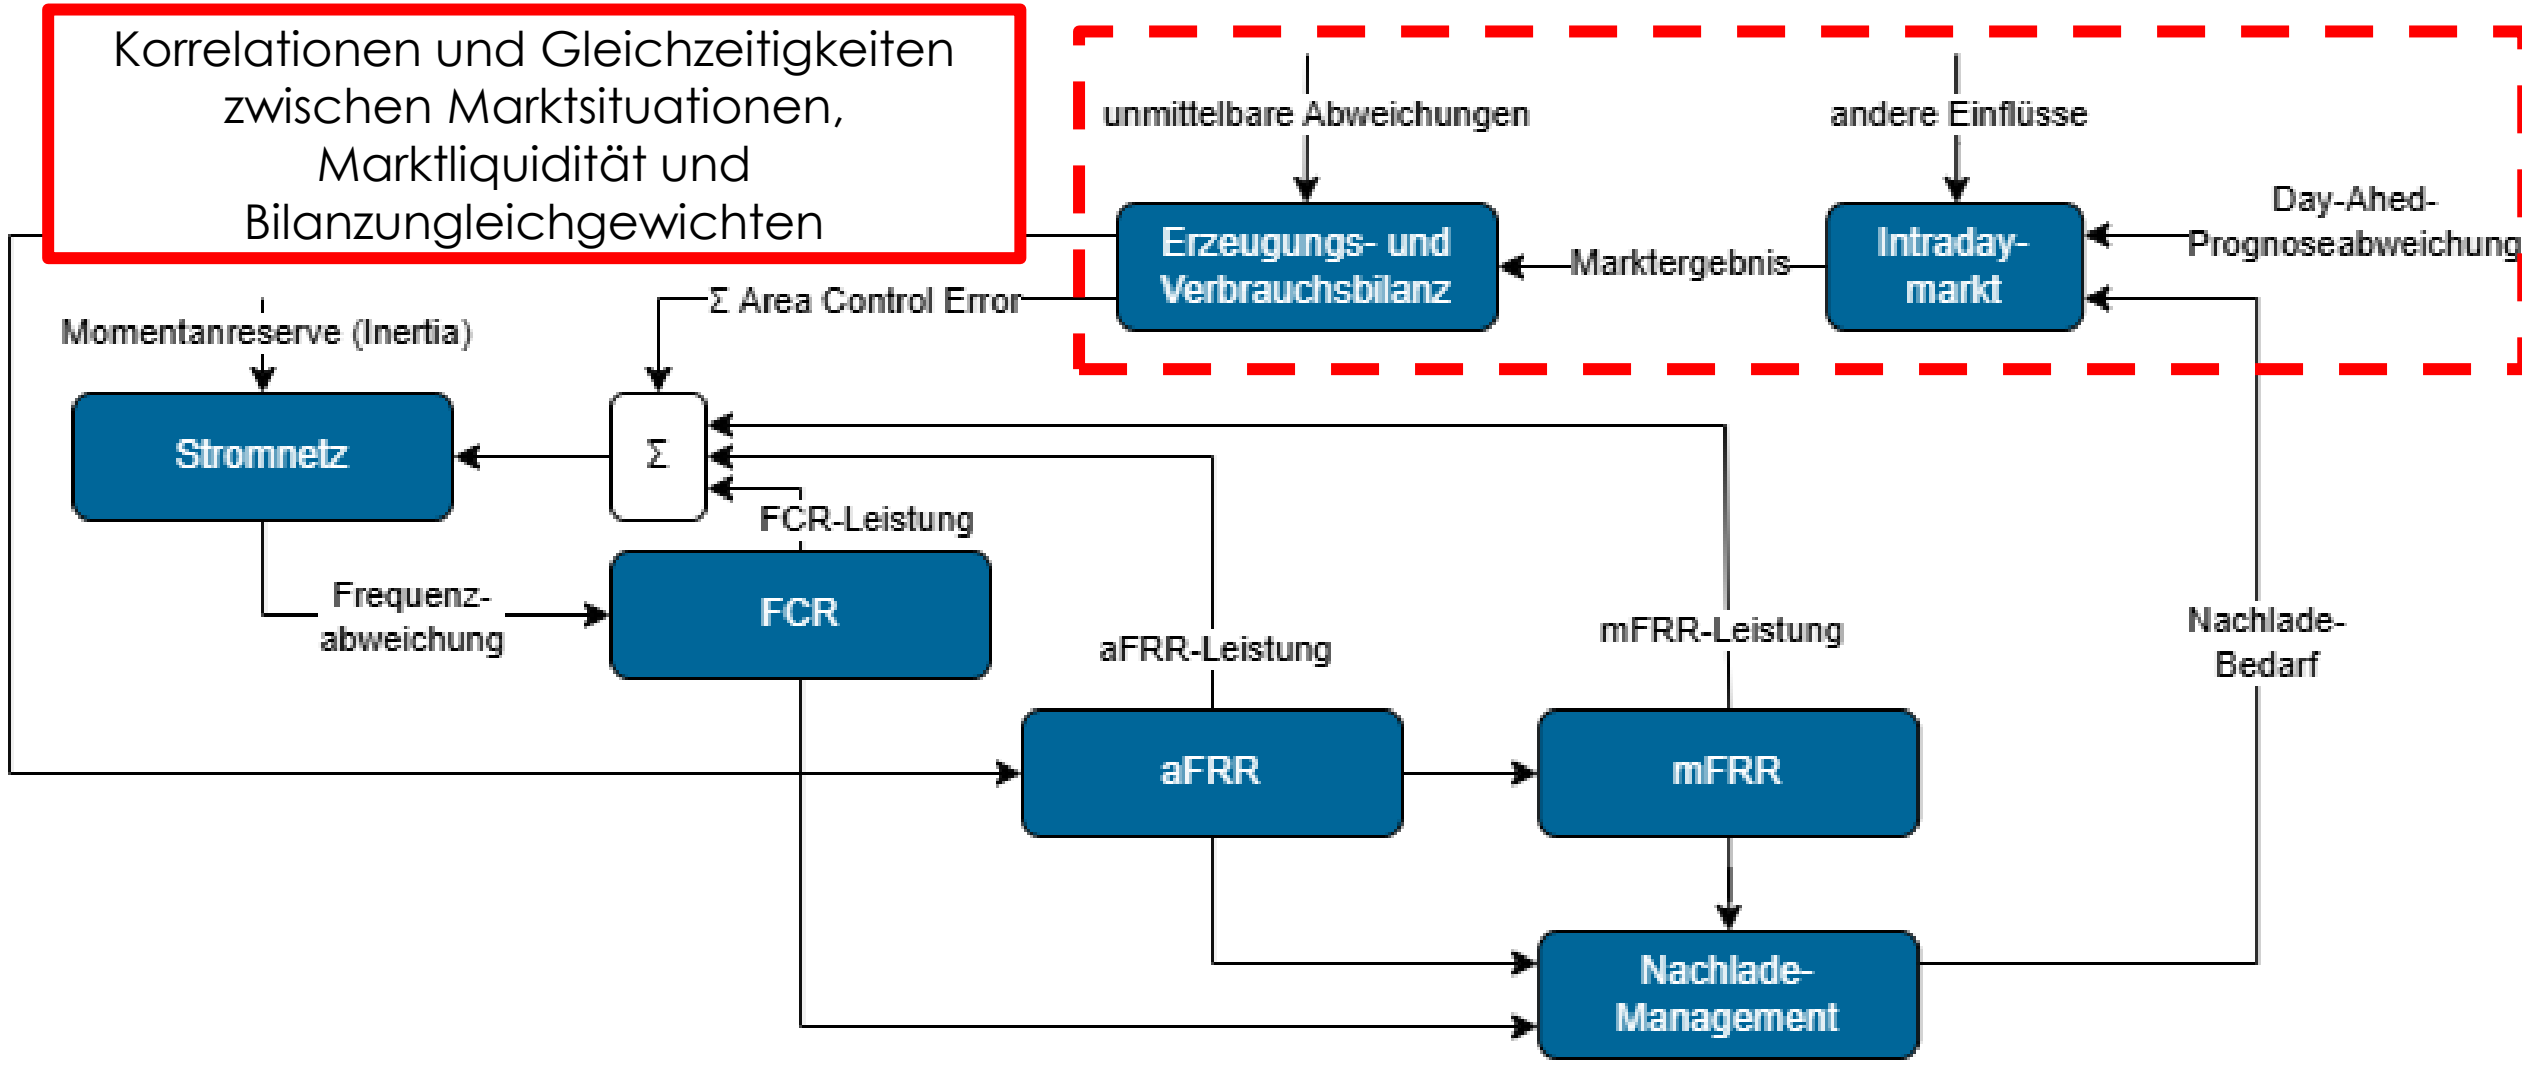 Korrelationen und Gleichzeitigkeiten
zwischen Marktsituationen,
Marktliquidität und
Bilanzungleichgewichten
unmittelbare Abweichungen
andere Einflüsse
Day-Ahed-
Prognoseabweichung
Erzeugungs- und
Verbrauchsbilanz
Marktergebnis
Intraday-
markt
Σ Area Control Error
Momentanreserve (Inertia)
Stromnetz
Σ
FCR-Leistung
Frequenz-
abweichung
FCR
aFRR-Leistung
mFRR-Leistung
Nachlade-
Bedarf
aFRR
mFRR
Nachlade-
Management